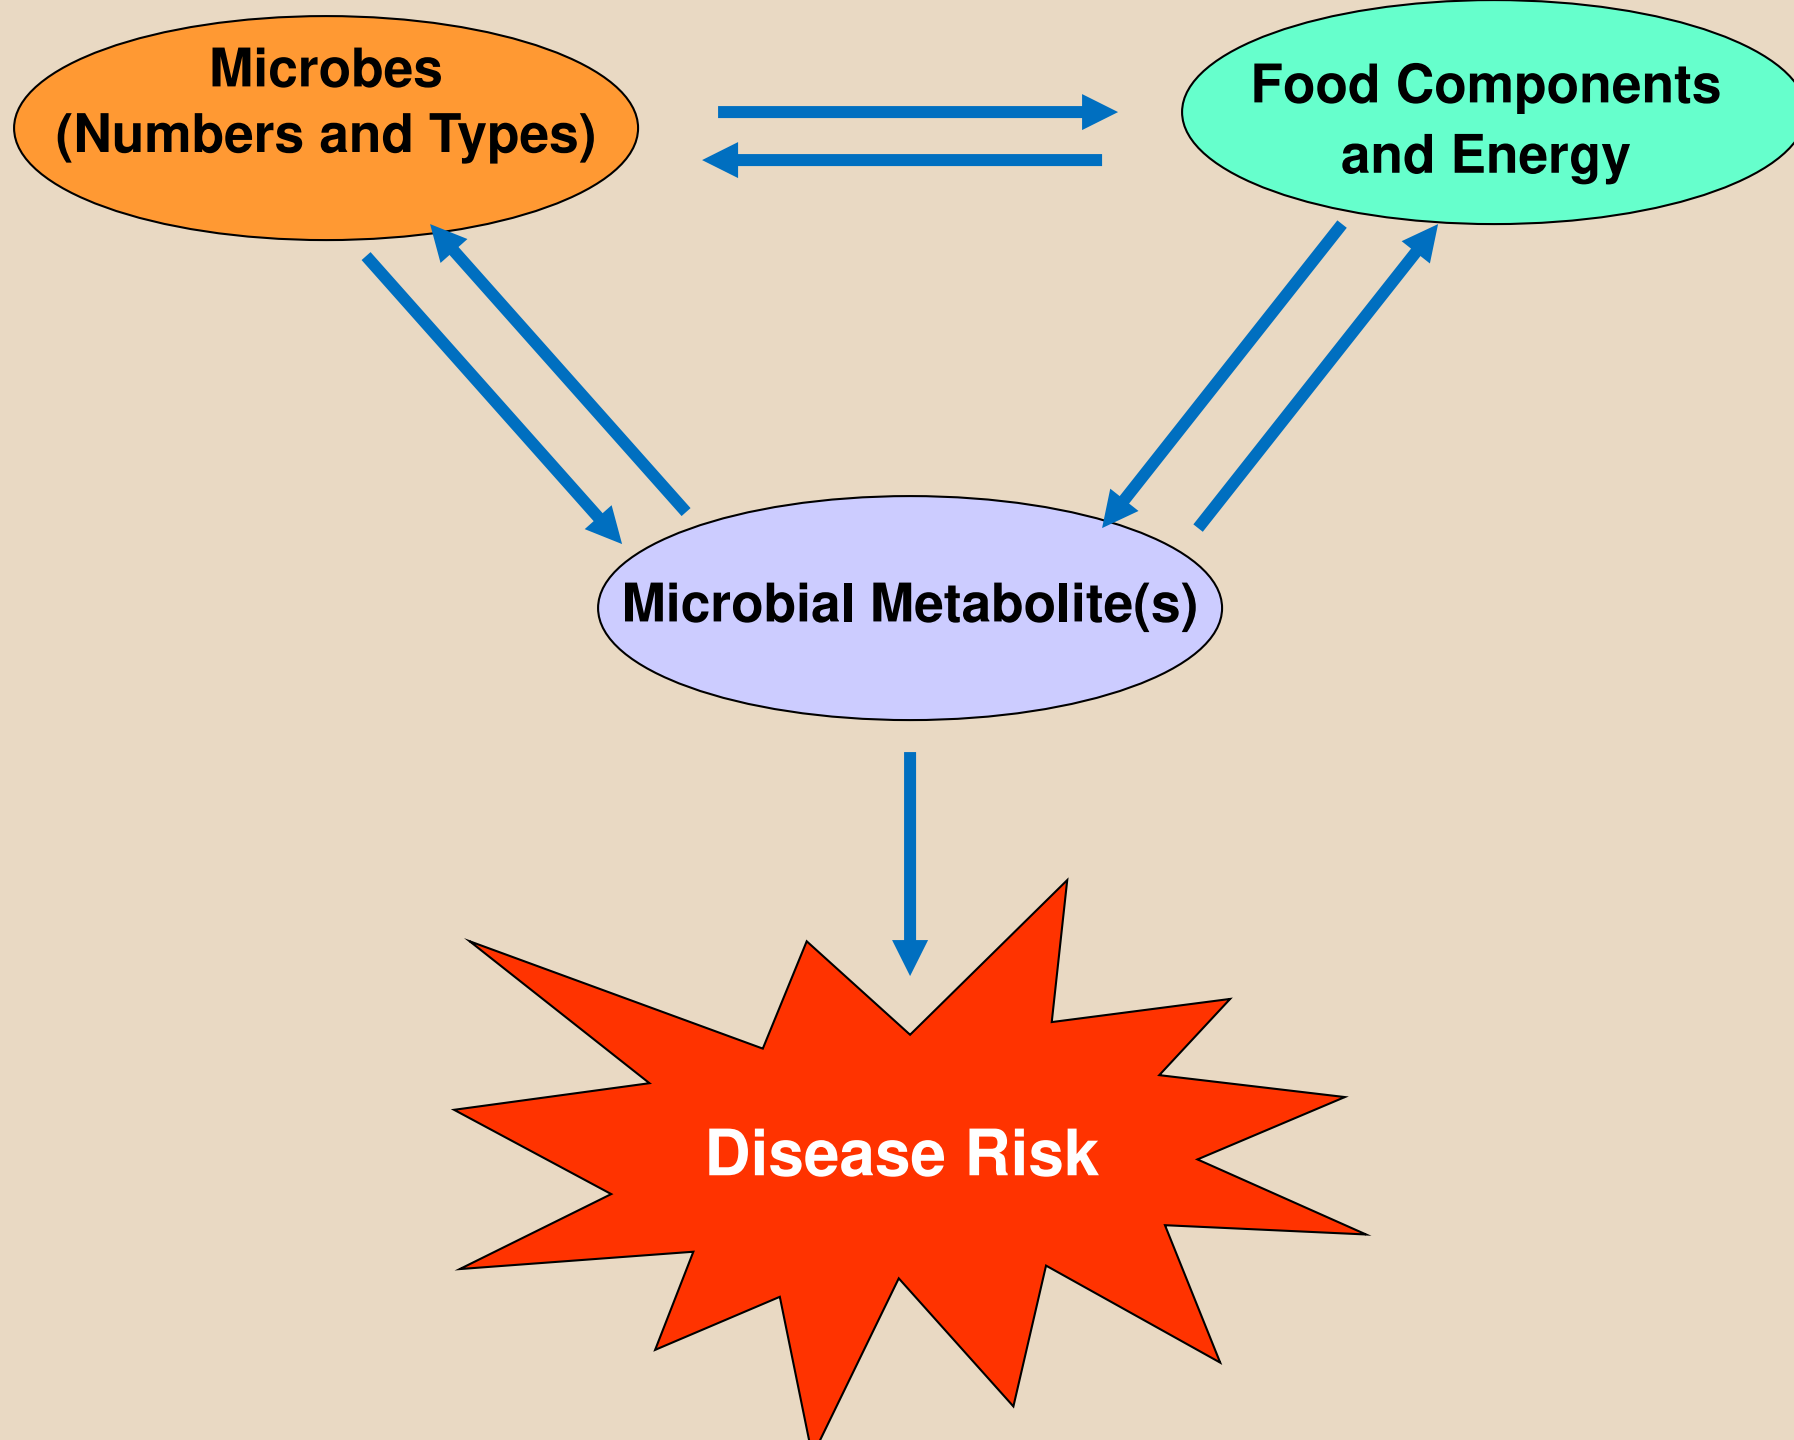 Microbes
(Numbers and Types)
Food Components
and Energy
Microbial Metabolite(s)
Disease Risk